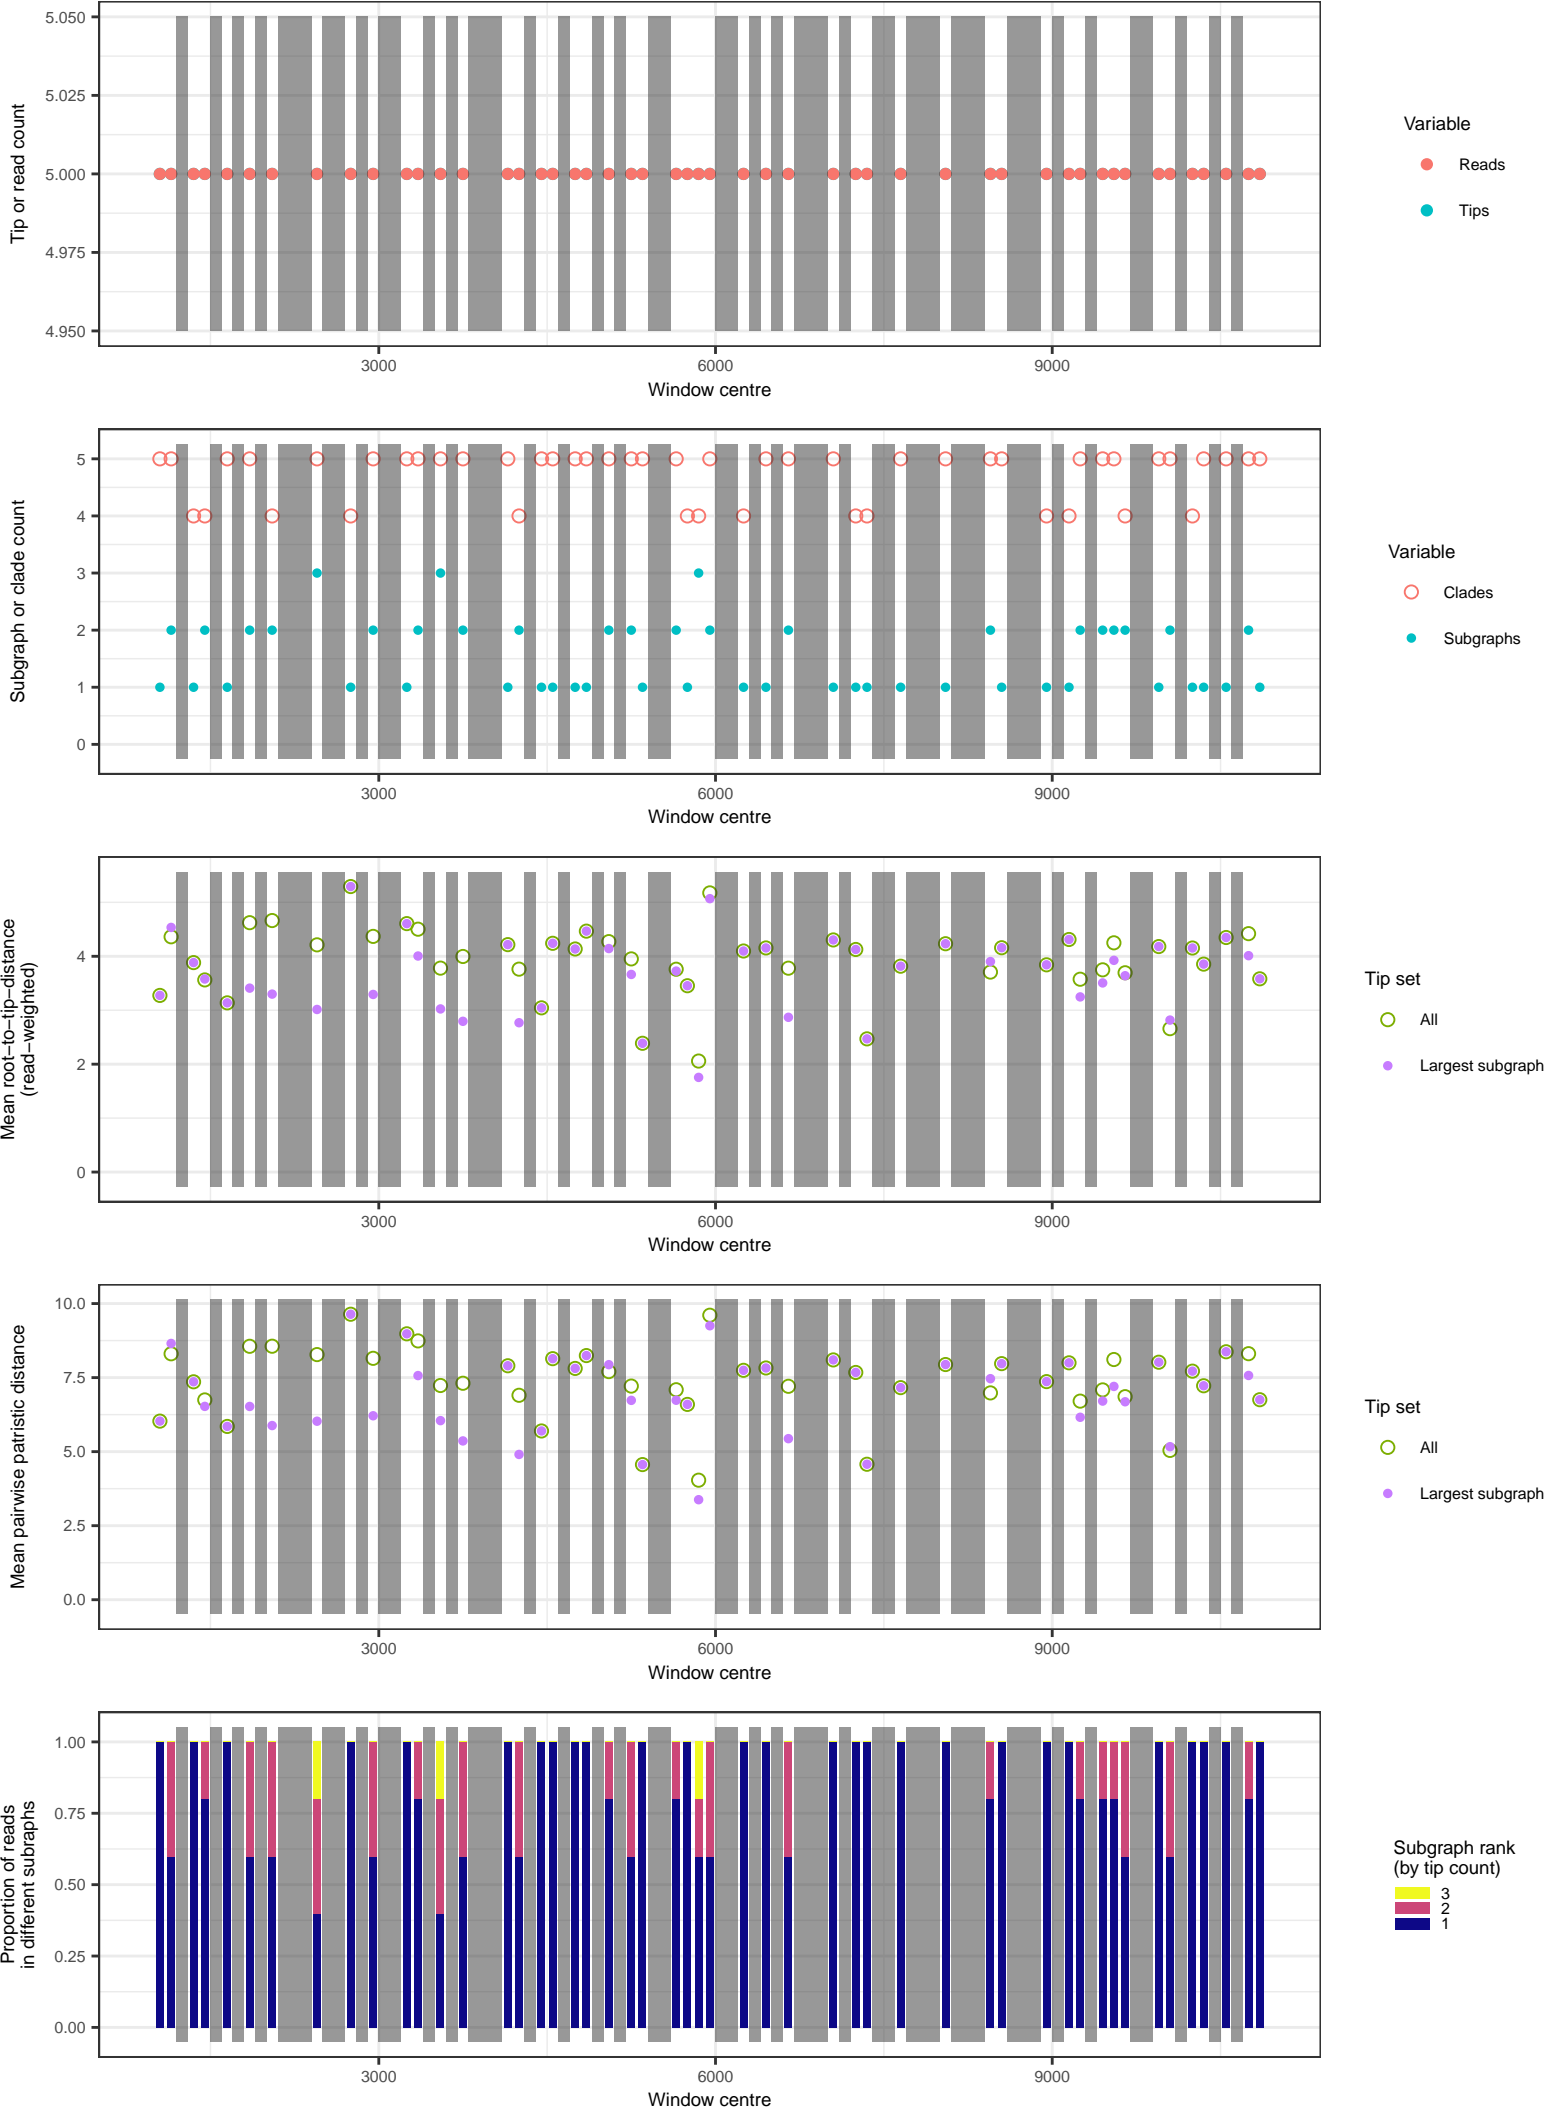 5.050
5.025
5.000
4.975
4.950
Tip or read count
3000 6000 9000
Window centre
Variable
Reads
Tips
5
4
3
2
1
0
Subgraph or clade count
3000 6000 9000
Window centre
Variable
Clades
Subgraphs
4
2
0
Mean root−to−tip−distance
(read−weighted)
3000 6000 9000
Window centre
Tip set
All
Largest subgraph
10.0
7.5
5.0
2.5
0.0
Mean pairwise patristic distance
3000 6000 9000
Window centre
Tip set
All
Largest subgraph
1.00
0.75
0.50
0.25
0.00
Proportion of reads
in different subraphs
3000 6000 9000
Window centre
Subgraph rank
(by tip count)
3
2
1